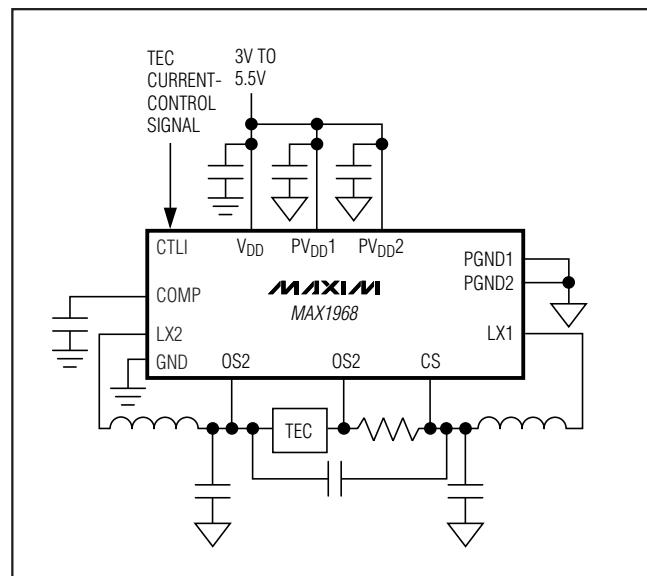 TEC
CURRENT-
CONTROL
SIGNAL
3V TO
5.5V
CTLI
VDD
PVDD1
PVDD2
PGND1
PGND2
COMP
MAXIM
MAX1968
LX2
LX1
GND
OS2
OS2
CS
TEC